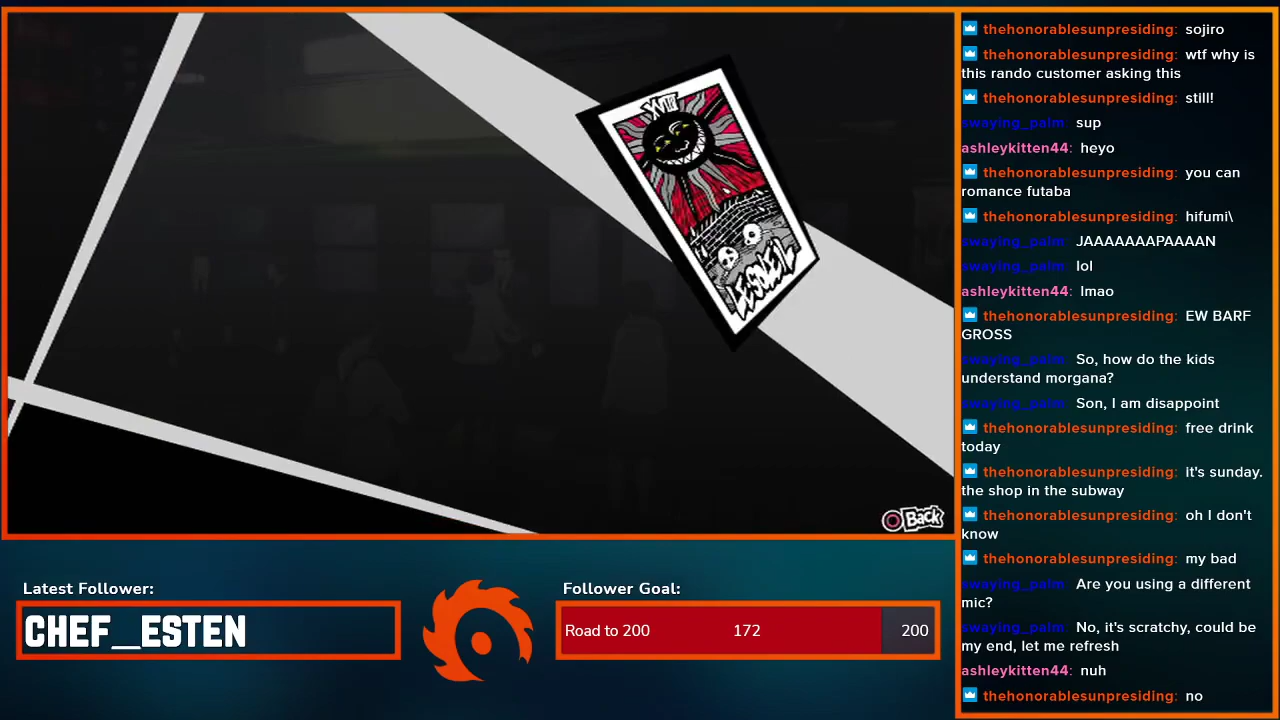 XVIII
LE SOLEIL
Back
Latest Follower:
CHEF_ESTEN
Follower Goal:
Road to 200
172
200
thehonorablesunpresiding: sojiro
thehonorablesunpresiding: wtf why is
this rando customer asking this
thehonorablesunpresiding: still!
swaying_palm: sup
ashleykitten44: heyo
thehonorablesunpresiding: you can
romance futaba
thehonorablesunpresiding: hifumi\
swaying_palm: JAAAAAAAPAAAAN
swaying_palm: lol
ashleykitten44: lmao
thehonorablesunpresiding: EW BARF
GROSS
swaying_palm: So, how do the kids
understand morgana?
swaying_palm: Son, I am disappoint
thehonorablesunpresiding: free drink
today
thehonorablesunpresiding: it's sunday.
the shop in the subway
thehonorablesunpresiding: oh I don't
know
thehonorablesunpresiding: my bad
swaying_palm: Are you using a different
mic?
swaying_palm: No, it's scratchy, could be
my end, let me refresh
ashleykitten44: nuh
thehonorablesunpresiding: no